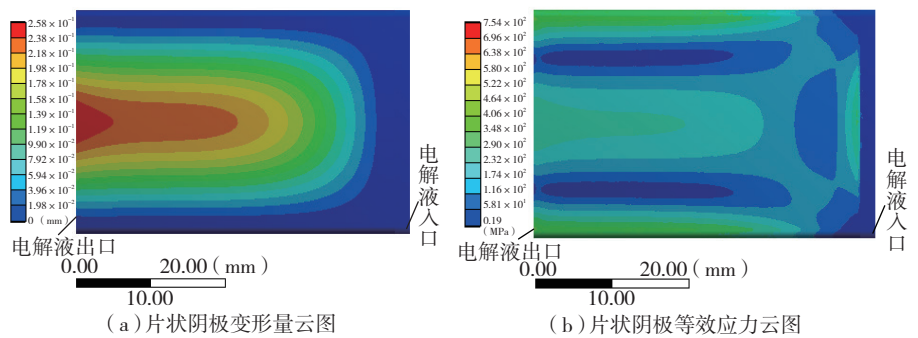 2.58×10⁻¹
2.38×10⁻¹
1.98×10⁻¹
1.78×10⁻¹
1.58×10⁻¹
1.39×10⁻¹
1.19×10⁻¹
9.92×10⁻²
7.94×10⁻²
5.94×10⁻²
3.96×10⁻²
1.98×10⁻²
0 (mm)
电解液出口
电解液入口
0.00 20.00(mm)
10.00
(a)片状阴极变形量云图
7.54×10²
6.96×10²
6.38×10²
5.80×10²
5.22×10²
4.64×10²
4.06×10²
3.48×10²
2.90×10²
2.32×10²
1.74×10²
1.16×10²
5.81×10¹
0.19
(MPa)
电解液出口
电解液入口
0.00 20.00(mm)
10.00
(b)片状阴极等效应力云图